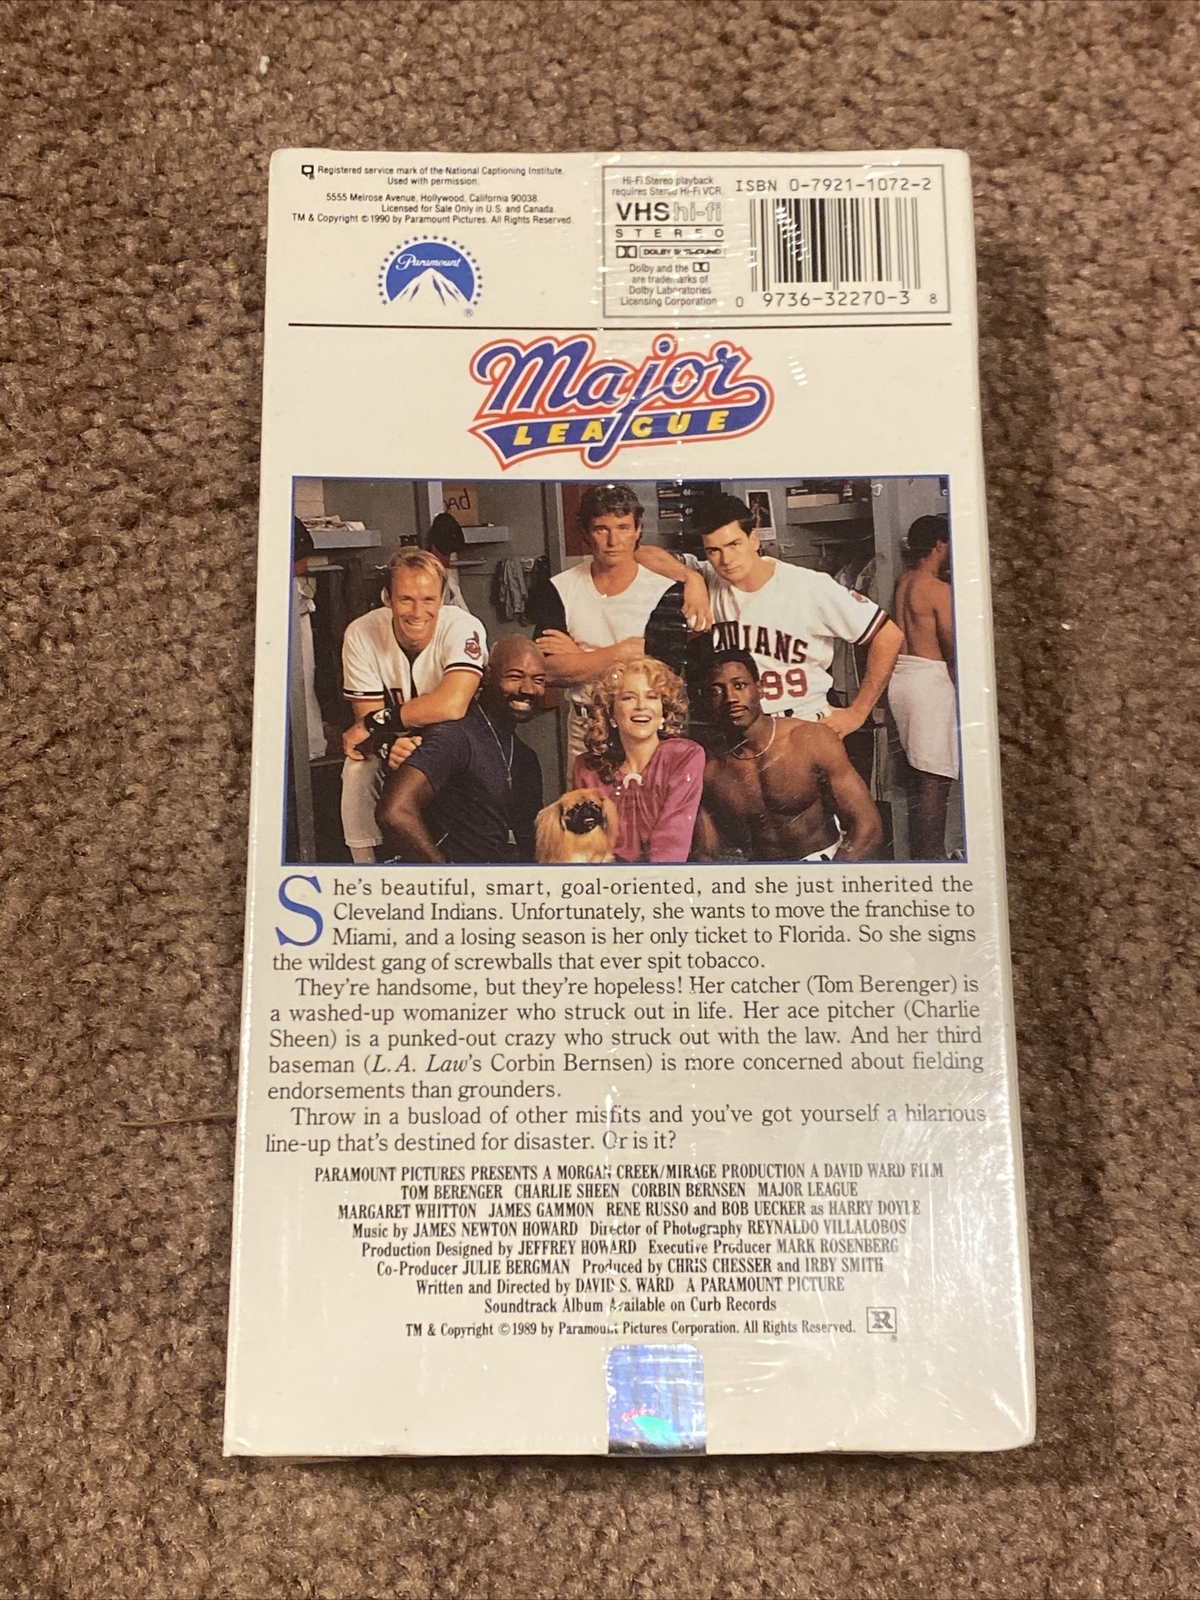 Registered service mark of the National Captioning Institute.
Used with permission.
5555 Melrose Avenue, Hollywood, California 90038.
Licensed for Sale Only in U.S. and Canada.
TM & Copyright © 1990 by Paramount Pictures. All Rights Reserved.
Paramount
®
Hi-Fi Stereo playback
requires Stereo Hi-Fi VCR.
VHS hi-fi
STEREO
DOLBY SURROUND
Dolby and the
are trademarks of
Dolby Laboratories
Licensing Corporation
ISBN 0-7921-1072-2
0 9736-32270-3 8
Major
LEAGUE
INDIANS
99
She's beautiful, smart, goal-oriented, and she just inherited the
Cleveland Indians. Unfortunately, she wants to move the franchise to
Miami, and a losing season is her only ticket to Florida. So she signs
the wildest gang of screwballs that ever spit tobacco.
They're handsome, but they're hopeless! Her catcher (Tom Berenger) is
a washed-up womanizer who struck out in life. Her ace pitcher (Charlie
Sheen) is a punked-out crazy who struck out with the law. And her third
baseman (L.A. Law's Corbin Bernsen) is more concerned about fielding
endorsements than grounders.
Throw in a busload of other misfits and you've got yourself a hilarious
line-up that's destined for disaster. Or is it?
PARAMOUNT PICTURES PRESENTS A MORGAN CREEK/MIRAGE PRODUCTION A DAVID WARD FILM
TOM BERENGER CHARLIE SHEEN CORBIN BERNSEN MAJOR LEAGUE
MARGARET WHITTON JAMES GAMMON RENE RUSSO and BOB UECKER as HARRY DOYLE
Music by JAMES NEWTON HOWARD Director of Photography REYNALDO VILLALOBOS
Production Designed by JEFFREY HOWARD Executive Producer MARK ROSENBERG
Co-Producer JULIE BERGMAN Produced by CHRIS CHESSER and IRBY SMITH
Written and Directed by DAVID S. WARD A PARAMOUNT PICTURE
Soundtrack Album Available on Curb Records
TM & Copyright © 1989 by Paramount Pictures Corporation. All Rights Reserved. R
®